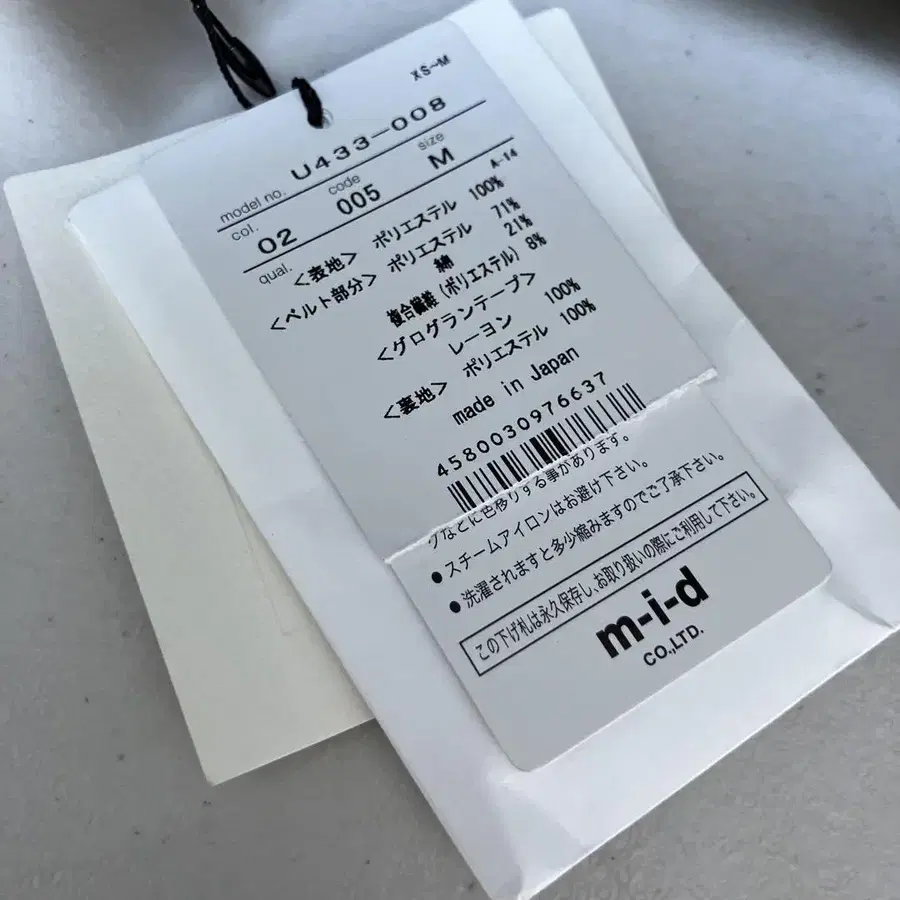 XS-M
model no. U433-008
col. 02 code 005 size M
qual. A-14
<表地> ポリエステル 100%
<ベルト部分> ポリエステル 71%
綿 21%
複合繊維(ポリエステル) 8%
<グログランテープ>
レーヨン 100%
<裏地> ポリエステル 100%
made in Japan
4580030976637
グなどに色移りする事があります。
●スチームアイロンはお避け下さい。
●洗濯されますと多少縮みますのでご了承下さい。
この下げ札は永久保存し、お取り扱いの際にご利用して下さい。
m-i-d
CO.,LTD.